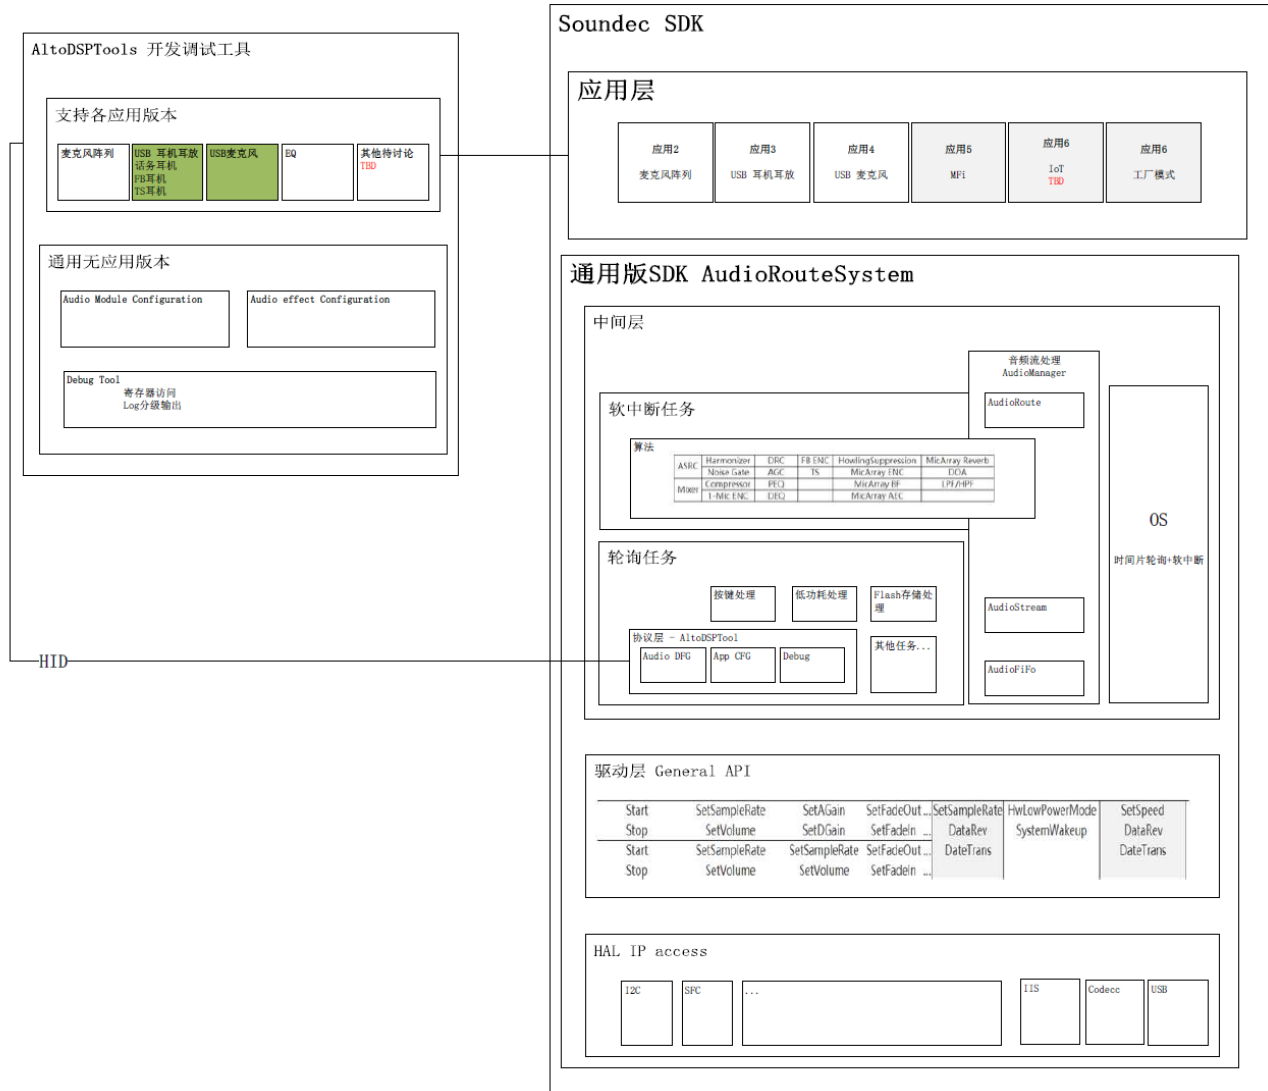 AltoDSPTools 开发调试工具
支持各应用版本
麦克风阵列
USB 耳机耳放
话务耳机
FB耳机
TS耳机
USB麦克风
EQ
其他待讨论
TBD
通用无应用版本
Audio Module Configuration
Audio effect Configuration
Debug Tool
寄存器访问
Log分级输出
HID
Soundec SDK
应用层
应用2
麦克风阵列
应用3
USB 耳机耳放
应用4
USB 麦克风
应用5
MFi
应用6
IoT
TBD
应用6
工厂模式
通用版SDK AudioRouteSystem
中间层
音频流处理
AudioManager
AudioRoute
软中断任务
算法
ASRC Harmonizer DRC FB ENC HowlingSuppression MicArray Reverb
Noise Gate AGC TS MicArray ENC DOA
Mixer Compressor PEQ MicArray BF LPF/HPF
1-Mic ENC DEQ MicArray AEC
OS
时间片轮询+软中断
轮询任务
按键处理
低功耗处理
Flash存储处
理
协议层 - AltoDSPTool
Audio DFG
App CFG
Debug
其他任务...
AudioStream
AudioFiFo
驱动层 General API
Start SetSampleRate SetAGain SetFadeOut ... SetSampleRate HwLowPowerMode SetSpeed
Stop SetVolume SetDGain SetFadeIn ... DataRev SystemWakeup DataRev
Start SetSampleRate SetSampleRate SetFadeOut ... DateTrans DateTrans
Stop SetVolume SetVolume SetFadeIn ...
HAL IP access
I2C
SFC
...
IIS
Codecc
USB